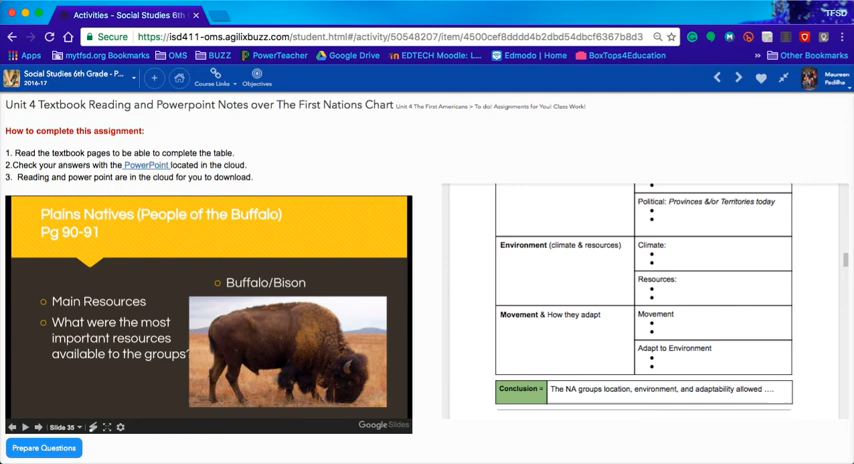 Activities - Social Studies 6th
TFSD
Secure
https://isd411-oms.agilixbuzz.com/student.html#/activity/50548207/item/4500cef8dddd4b2dbd54dbcf6367b8d3
Apps
mytfsd.org Bookmarks
OMS
BUZZ
PowerTeacher
Google Drive
EDTECH Moodle: L...
Edmodo | Home
BoxTops4Education
»
Other Bookmarks
Social Studies 6th Grade - P...
2016-17
Course Links
Objectives
Maureen
Padilha
Unit 4 Textbook Reading and Powerpoint Notes over The First Nations Chart
Unit 4 The First Americans > To do! Assignments for You! Class Work!
How to complete this assignment:
1. Read the textbook pages to be able to complete the table.
2.Check your answers with the PowerPoint located in the cloud.
3. Reading and power point are in the cloud for you to download.
Plains Natives (People of the Buffalo)
Pg 90-91
Main Resources
What were the most
important resources
available to the groups?
Buffalo/Bison
Slide 35
Google Slides
Prepare Questions
Political: Provinces &/or Territories today
Environment (climate & resources)
Climate:
Resources:
Movement & How they adapt
Movement
Adapt to Environment
Conclusion =
The NA groups location, environment, and adaptability allowed ....